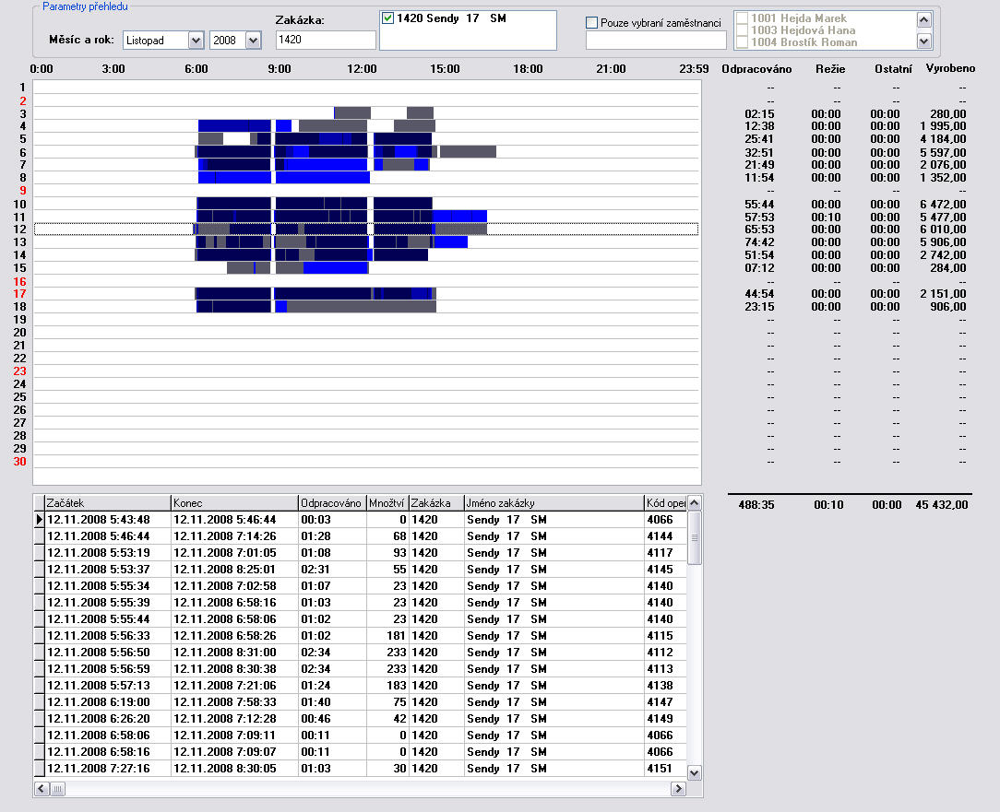 Parametry přehledu
Měsíc a rok: Listopad 2008 Zakázka: 1420 1420 Sendy 17 SM Pouze vybraní zaměstnanci 1001 Hejda Marek
1003 Hejdová Hana
1004 Brostík Roman
0:00 3:00 6:00 9:00 12:00 15:00 18:00 21:00 23:59 Odpracováno Režie Ostatní Vyrobeno
1 -- -- -- --
2 -- -- -- --
3 02:15 00:00 00:00 280,00
4 12:38 00:00 00:00 1 995,00
5 25:41 00:00 00:00 4 184,00
6 32:51 00:00 00:00 5 597,00
7 21:49 00:00 00:00 2 076,00
8 11:54 00:00 00:00 1 352,00
9 -- -- -- --
10 55:44 00:00 00:00 6 472,00
11 57:53 00:10 00:00 5 477,00
12 65:53 00:00 00:00 6 010,00
13 74:42 00:00 00:00 5 906,00
14 51:54 00:00 00:00 2 742,00
15 07:12 00:00 00:00 284,00
16 -- -- -- --
17 44:54 00:00 00:00 2 151,00
18 23:15 00:00 00:00 906,00
19 -- -- -- --
20 -- -- -- --
21 -- -- -- --
22 -- -- -- --
23 -- -- -- --
24 -- -- -- --
25 -- -- -- --
26 -- -- -- --
27 -- -- -- --
28 -- -- -- --
29 -- -- -- --
30 -- -- -- --
488:35 00:10 00:00 45 432,00
Začátek Konec Odpracováno Množtví Zakázka Jméno zakázky Kód oper
12.11.2008 5:43:48 12.11.2008 5:46:44 00:03 0 1420 Sendy 17 SM 4066
12.11.2008 5:46:44 12.11.2008 7:14:26 01:28 68 1420 Sendy 17 SM 4144
12.11.2008 5:53:19 12.11.2008 7:01:05 01:08 93 1420 Sendy 17 SM 4117
12.11.2008 5:53:37 12.11.2008 8:25:01 02:31 55 1420 Sendy 17 SM 4145
12.11.2008 5:55:34 12.11.2008 7:02:58 01:07 23 1420 Sendy 17 SM 4140
12.11.2008 5:55:39 12.11.2008 6:58:16 01:03 23 1420 Sendy 17 SM 4140
12.11.2008 5:55:44 12.11.2008 6:58:06 01:02 23 1420 Sendy 17 SM 4140
12.11.2008 5:56:33 12.11.2008 6:58:26 01:02 181 1420 Sendy 17 SM 4115
12.11.2008 5:56:50 12.11.2008 8:31:00 02:34 233 1420 Sendy 17 SM 4112
12.11.2008 5:56:59 12.11.2008 8:30:38 02:34 233 1420 Sendy 17 SM 4113
12.11.2008 5:57:13 12.11.2008 7:21:06 01:24 183 1420 Sendy 17 SM 4138
12.11.2008 6:19:00 12.11.2008 7:58:33 01:40 75 1420 Sendy 17 SM 4147
12.11.2008 6:26:20 12.11.2008 7:12:28 00:46 42 1420 Sendy 17 SM 4149
12.11.2008 6:58:06 12.11.2008 7:09:11 00:11 0 1420 Sendy 17 SM 4066
12.11.2008 6:58:16 12.11.2008 7:09:07 00:11 0 1420 Sendy 17 SM 4066
12.11.2008 7:27:16 12.11.2008 8:30:05 01:03 30 1420 Sendy 17 SM 4151